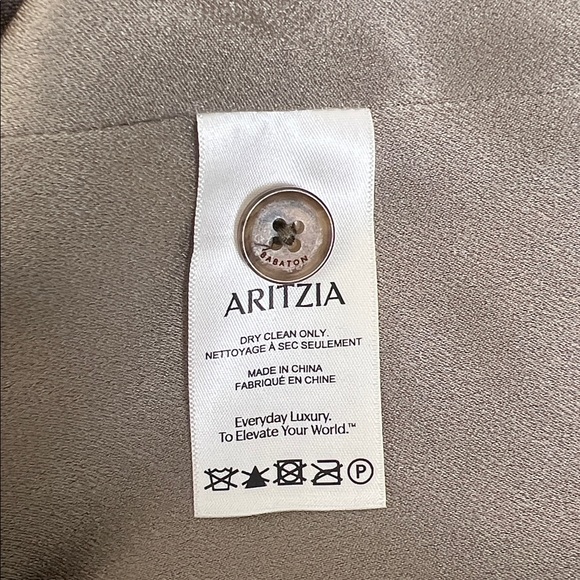 BABATON
ARITZIA
DRY CLEAN ONLY.
NETTOYAGE À SEC SEULEMENT
MADE IN CHINA
FABRIQUÉ EN CHINE
Everyday Luxury.
To Elevate Your World.™
P